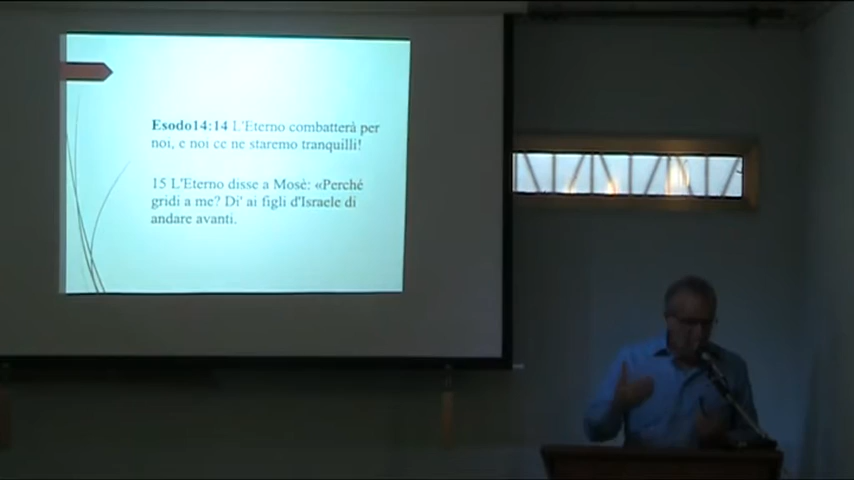 Esodo14:14 L'Eterno combatterà per
noi, e noi ce ne staremo tranquilli!
15 L'Eterno disse a Mosè: «Perché
gridi a me? Di' ai figli d'Israele di
andare avanti.